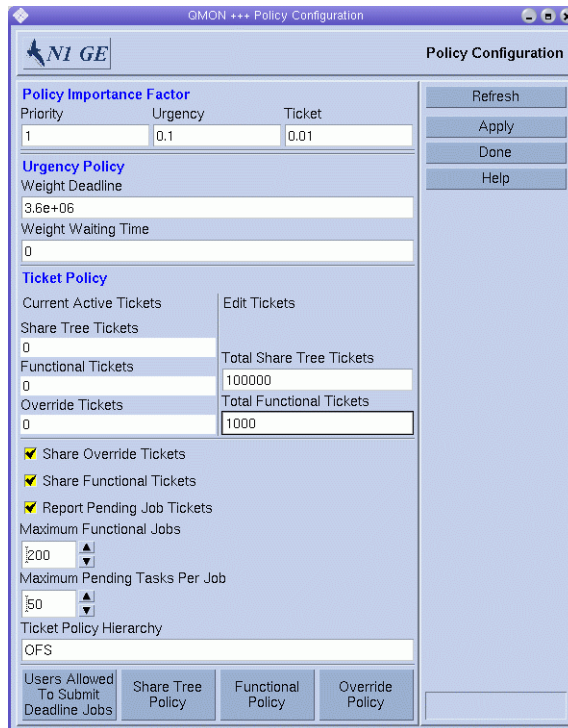 QMON +++ Policy Configuration
N1 GE
Policy Configuration
Policy Importance Factor
Priority Urgency Ticket
1 0.1 0.01
Urgency Policy
Weight Deadline
3.6e+06
Weight Waiting Time
0
Ticket Policy
Current Active Tickets Edit Tickets
Share Tree Tickets
0
Total Share Tree Tickets
Functional Tickets
100000
0
Total Functional Tickets
Override Tickets
1000
0
Share Override Tickets
Share Functional Tickets
Report Pending Job Tickets
Maximum Functional Jobs
200
Maximum Pending Tasks Per Job
50
Ticket Policy Hierarchy
OFS
Users Allowed
To Submit
Deadline Jobs
Share Tree
Policy
Functional
Policy
Override
Policy
Refresh
Apply
Done
Help